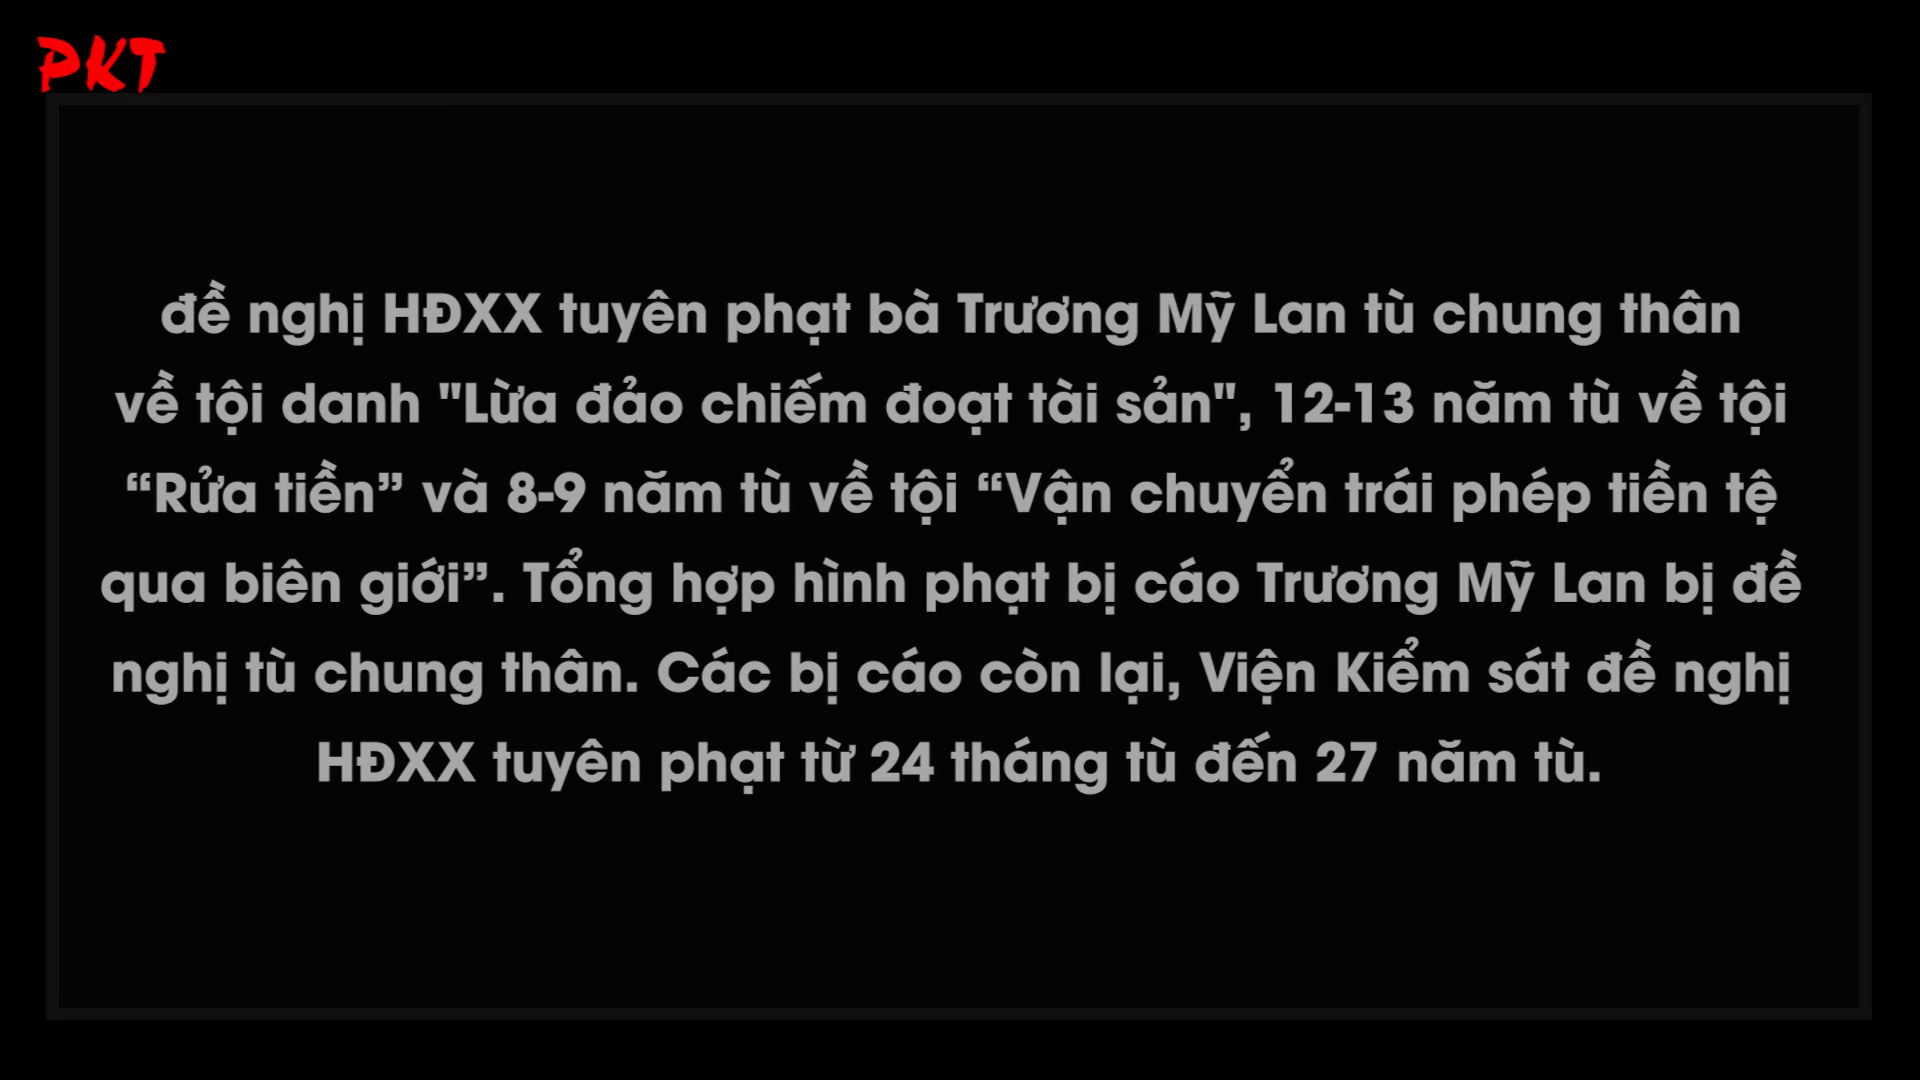 PKT
đề nghị HĐXX tuyên phạt bà Trương Mỹ Lan tù chung thân
về tội danh "Lừa đảo chiếm đoạt tài sản", 12-13 năm tù về tội
“Rửa tiền” và 8-9 năm tù về tội “Vận chuyển trái phép tiền tệ
qua biên giới”. Tổng hợp hình phạt bị cáo Trương Mỹ Lan bị đề
nghị tù chung thân. Các bị cáo còn lại, Viện Kiểm sát đề nghị
HĐXX tuyên phạt từ 24 tháng tù đến 27 năm tù.